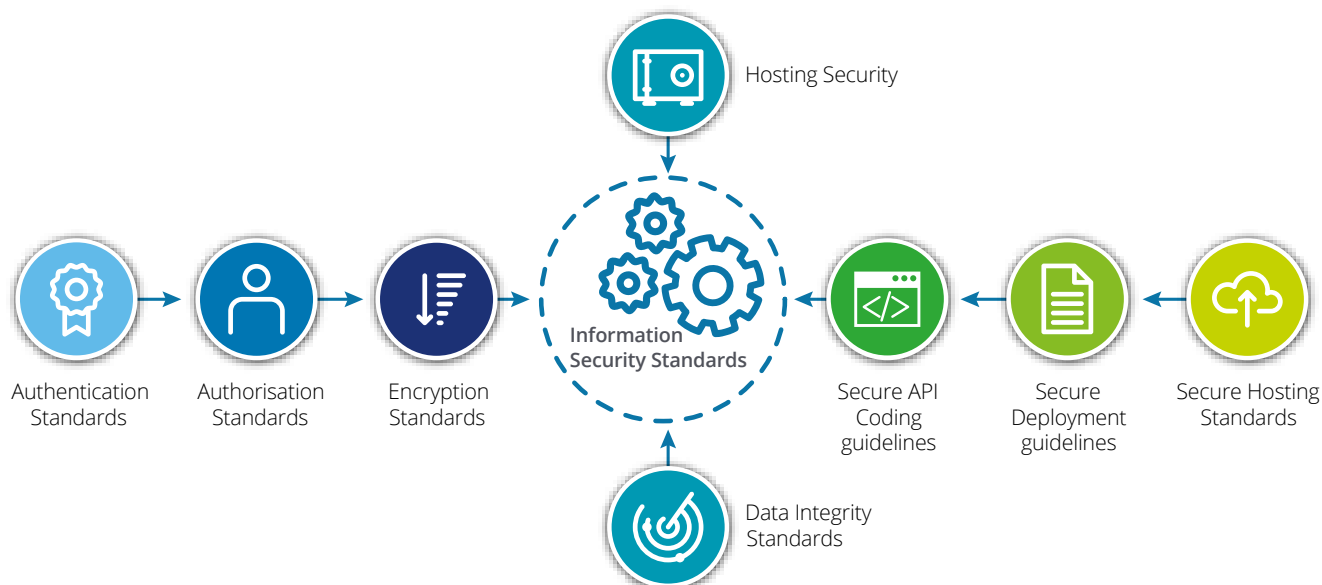 Hosting Security
Information
Security Standards
Authentication
Standards
Authorisation
Standards
Encryption
Standards
</>
Secure API
Coding
guidelines
Secure
Deployment
guidelines
Secure Hosting
Standards
Data Integrity
Standards